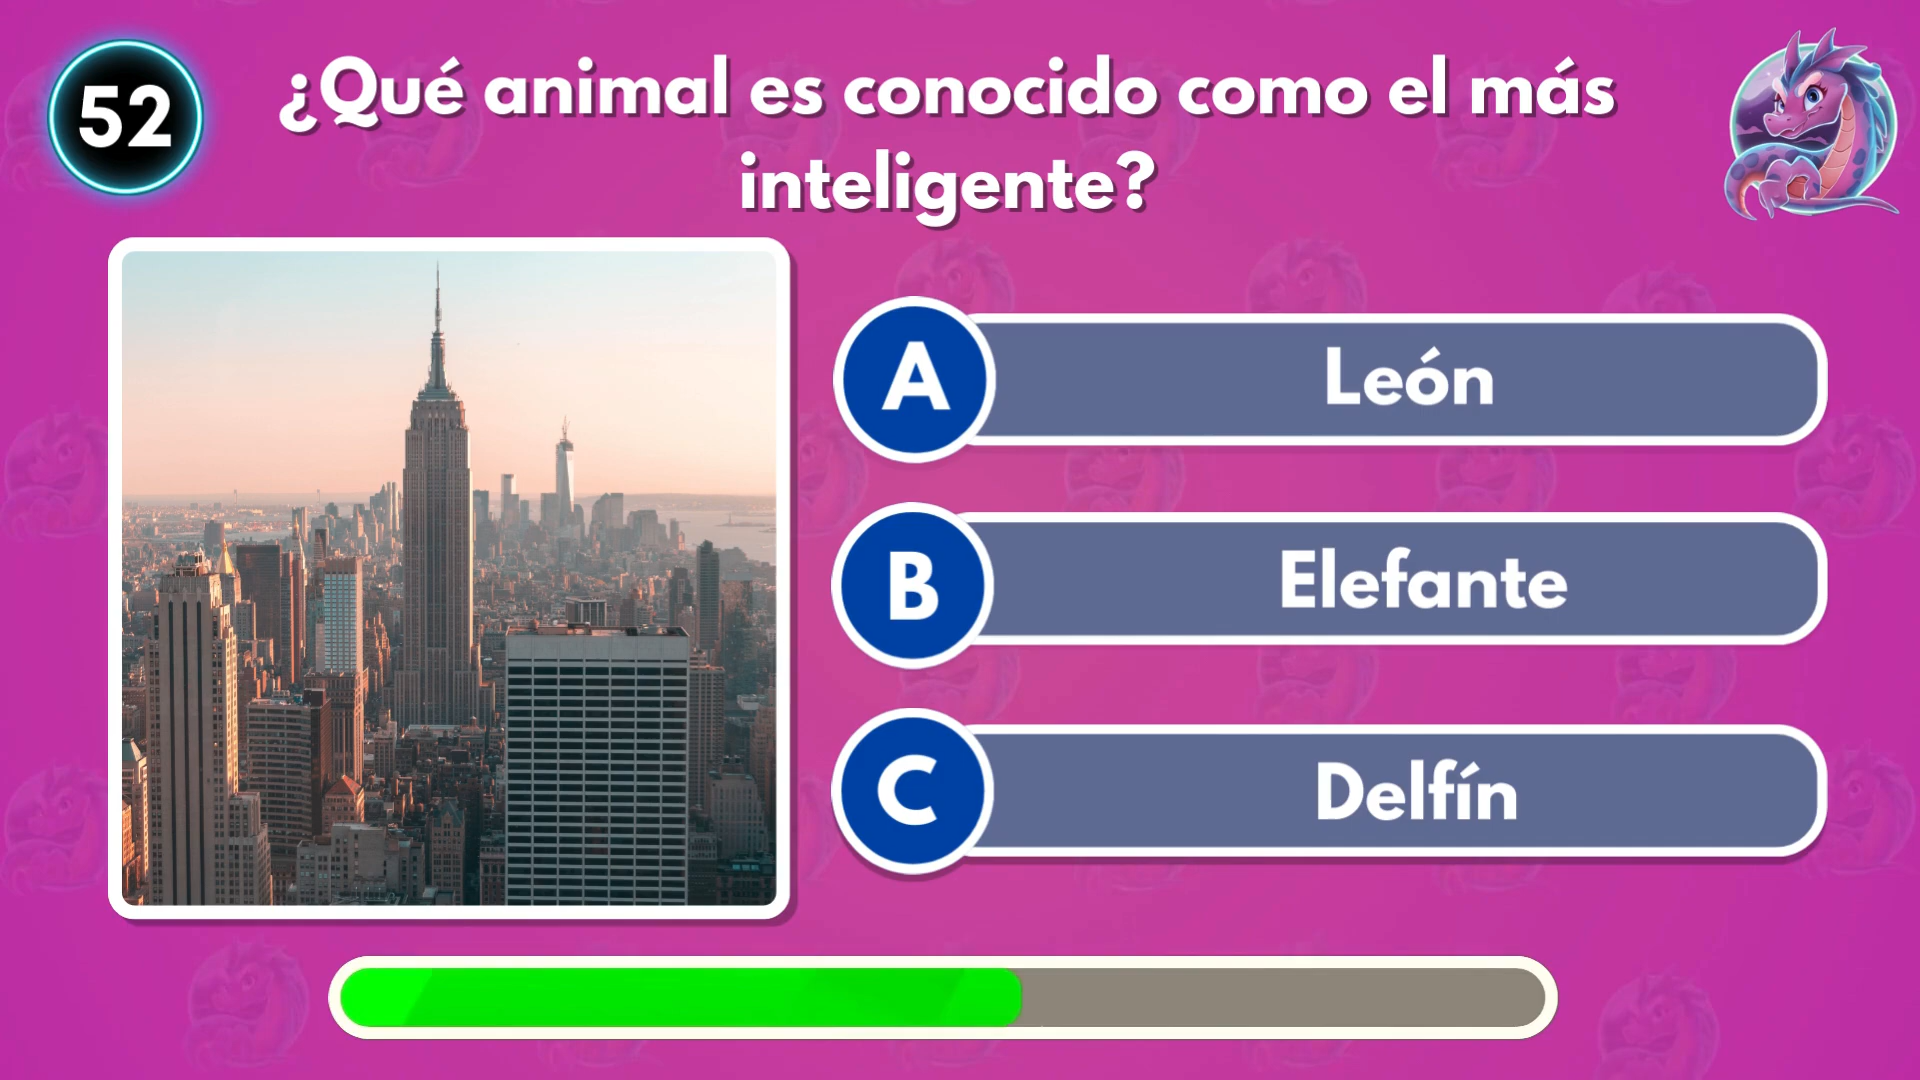 52
¿Qué animal es conocido como el más
inteligente?
A
León
B
Elefante
C
Delfín